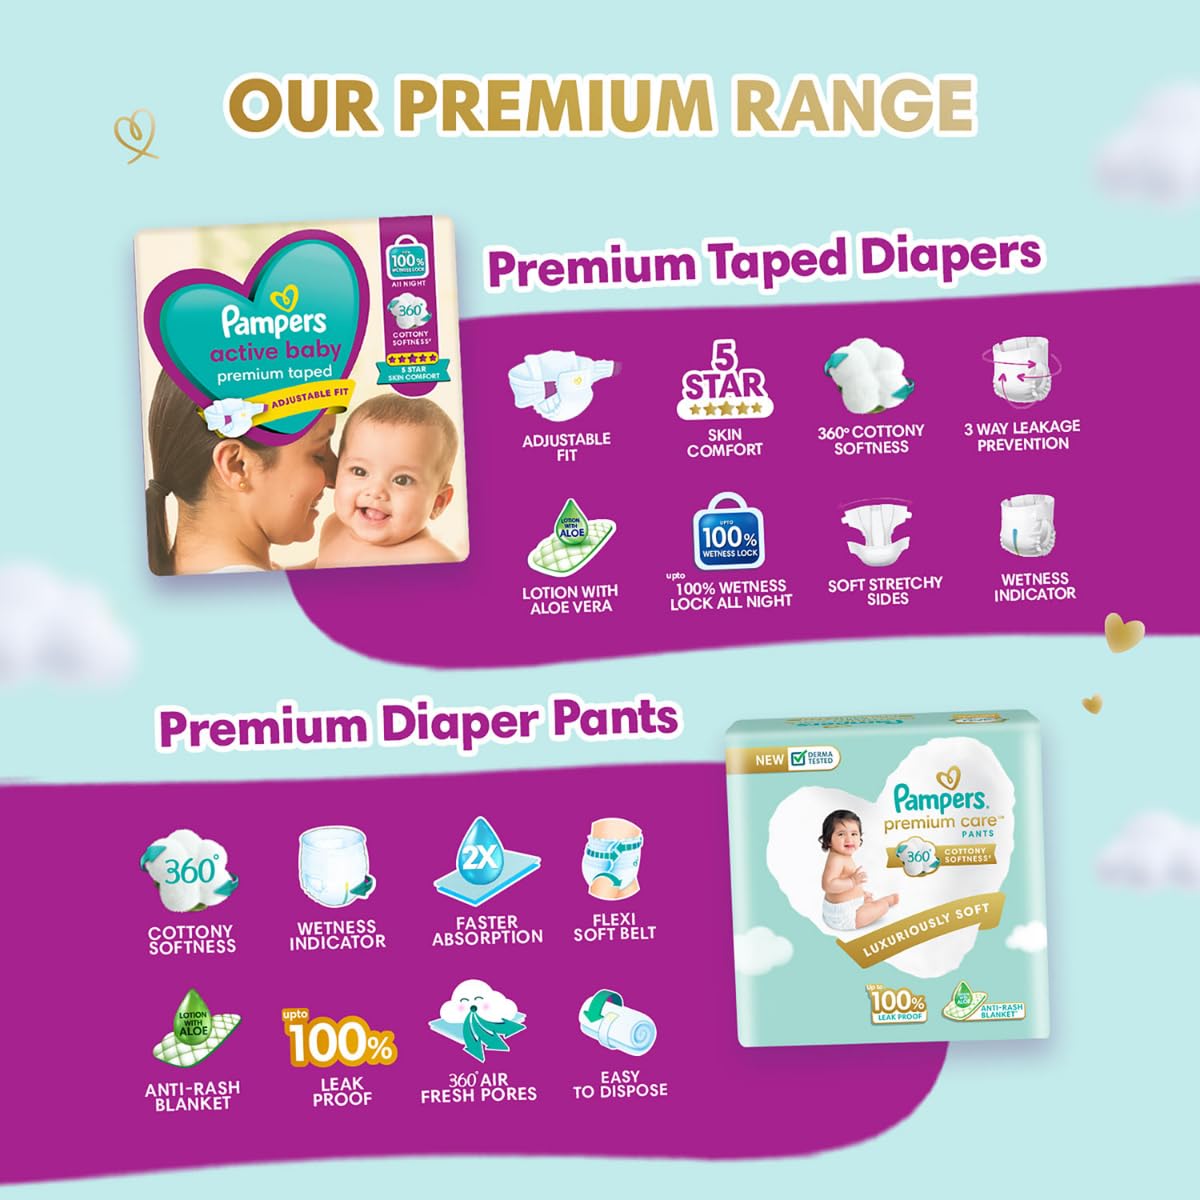 OUR PREMIUM RANGE
Premium Taped Diapers
Pampers
active baby
premium taped
ADJUSTABLE FIT
100%
WETNESS LOCK
All NIGHT
360°
COTTONY
SOFTNESS
5 STAR
SKIN COMFORT
ADJUSTABLE
FIT
5
STAR
SKIN
COMFORT
360° COTTONY
SOFTNESS
3 WAY LEAKAGE
PREVENTION
LOTION
WITH
ALOE
LOTION WITH
ALOE VERA
UPTO
100%
WETNESS LOCK
upto
100% WETNESS
LOCK ALL NIGHT
SOFT STRETCHY
SIDES
WETNESS
INDICATOR
Premium Diaper Pants
360°
COTTONY
SOFTNESS
WETNESS
INDICATOR
2X
FASTER
ABSORPTION
FLEXI
SOFT BELT
LOTION
WITH
ALOE
ANTI-RASH
BLANKET
upto
100%
LEAK
PROOF
360° AIR
FRESH PORES
EASY
TO DISPOSE
Pampers
NEW
DERMA
TESTED
Pampers
premium care™
PANTS
360°
COTTONY
SOFTNESS
LUXURIOUSLY SOFT
Up to
100%
LEAK PROOF
ANTI-RASH
BLANKET